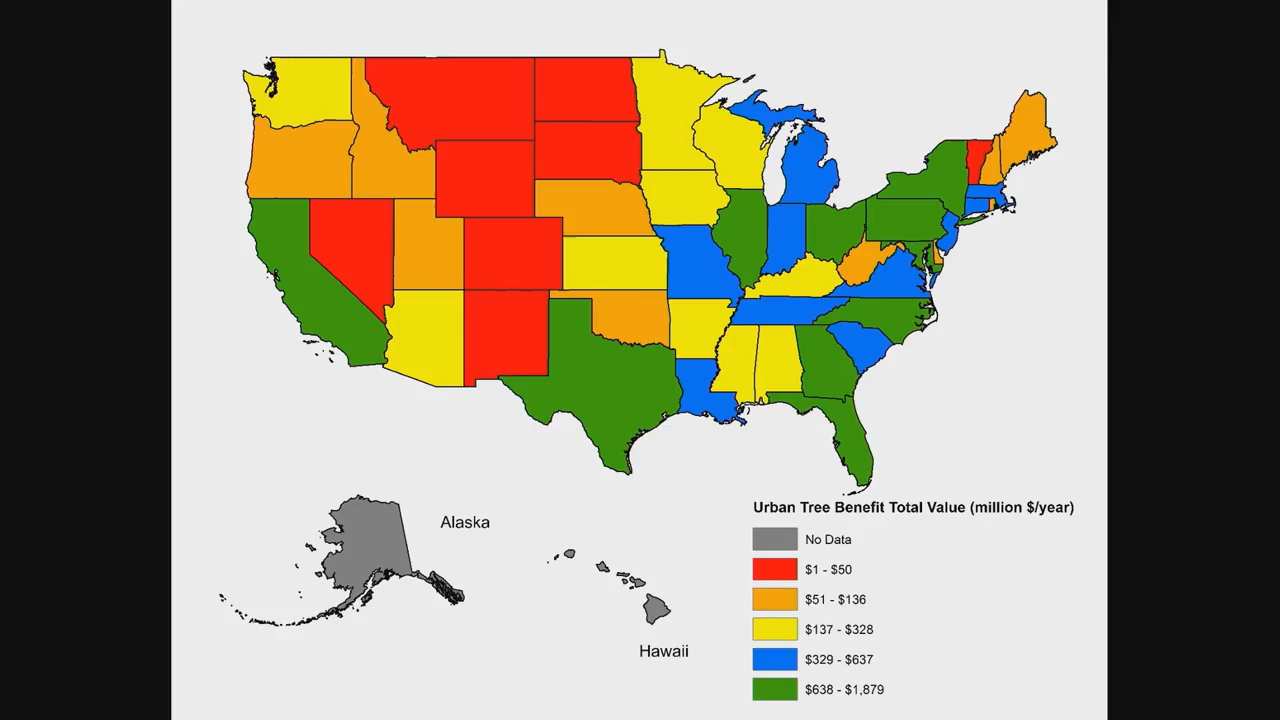 Alaska
Hawaii
Urban Tree Benefit Total Value (million $/year)
No Data
$1 - $50
$51 - $136
$137 - $328
$329 - $637
$638 - $1,879